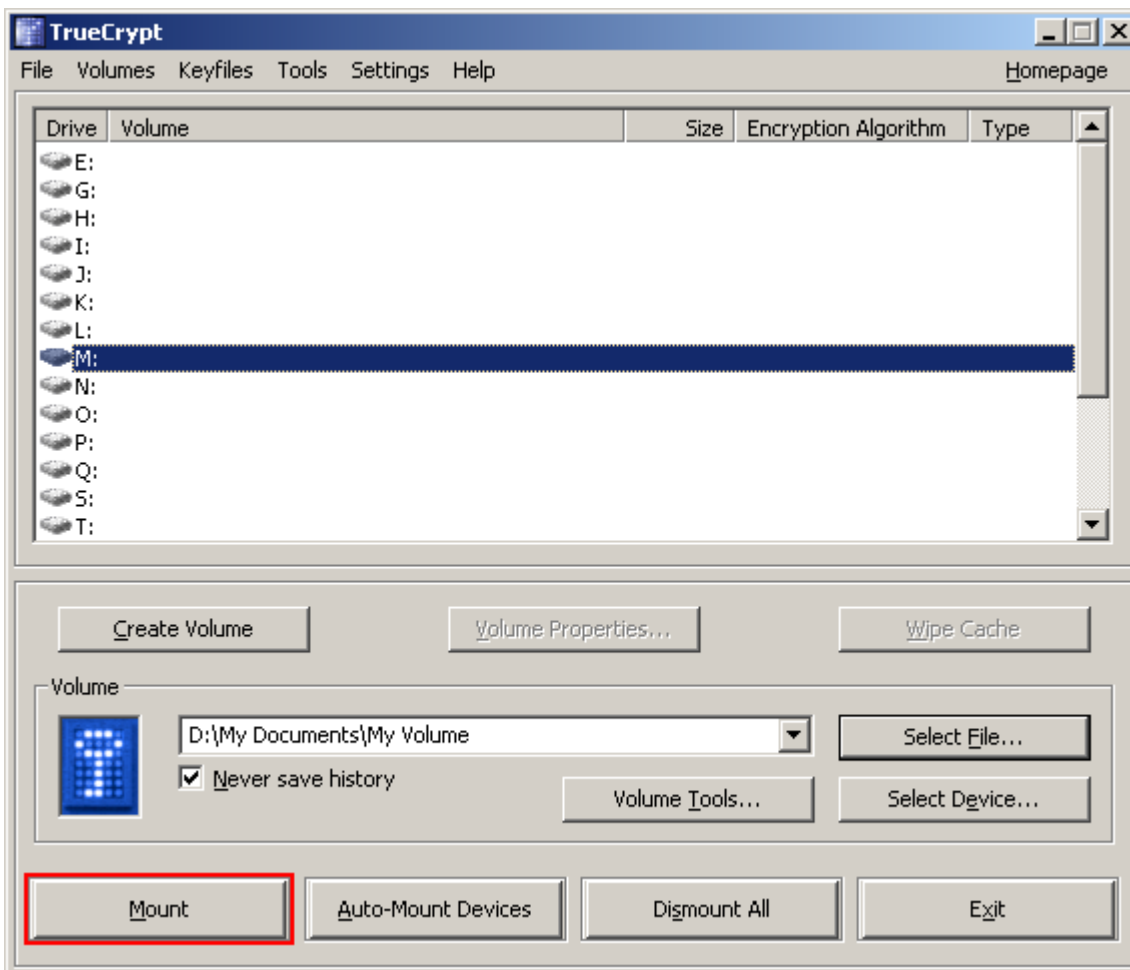 TrueCrypt
File Volumes Keyfiles Tools Settings Help Homepage
Drive Volume Size Encryption Algorithm Type
E:
G:
H:
I:
J:
K:
L:
M:
N:
O:
P:
Q:
S:
T:
Create Volume Volume Properties... Wipe Cache
Volume
D:\My Documents\My Volume Select File...
Never save history
Volume Tools... Select Device...
Mount Auto-Mount Devices Dismount All Exit